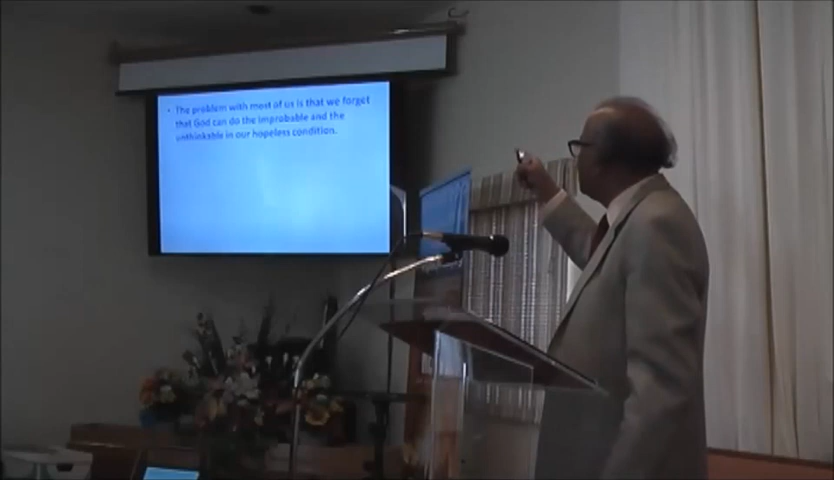 • The problem with most of us is that we forget
that God can do the improbable and the
unthinkable in our hopeless condition.